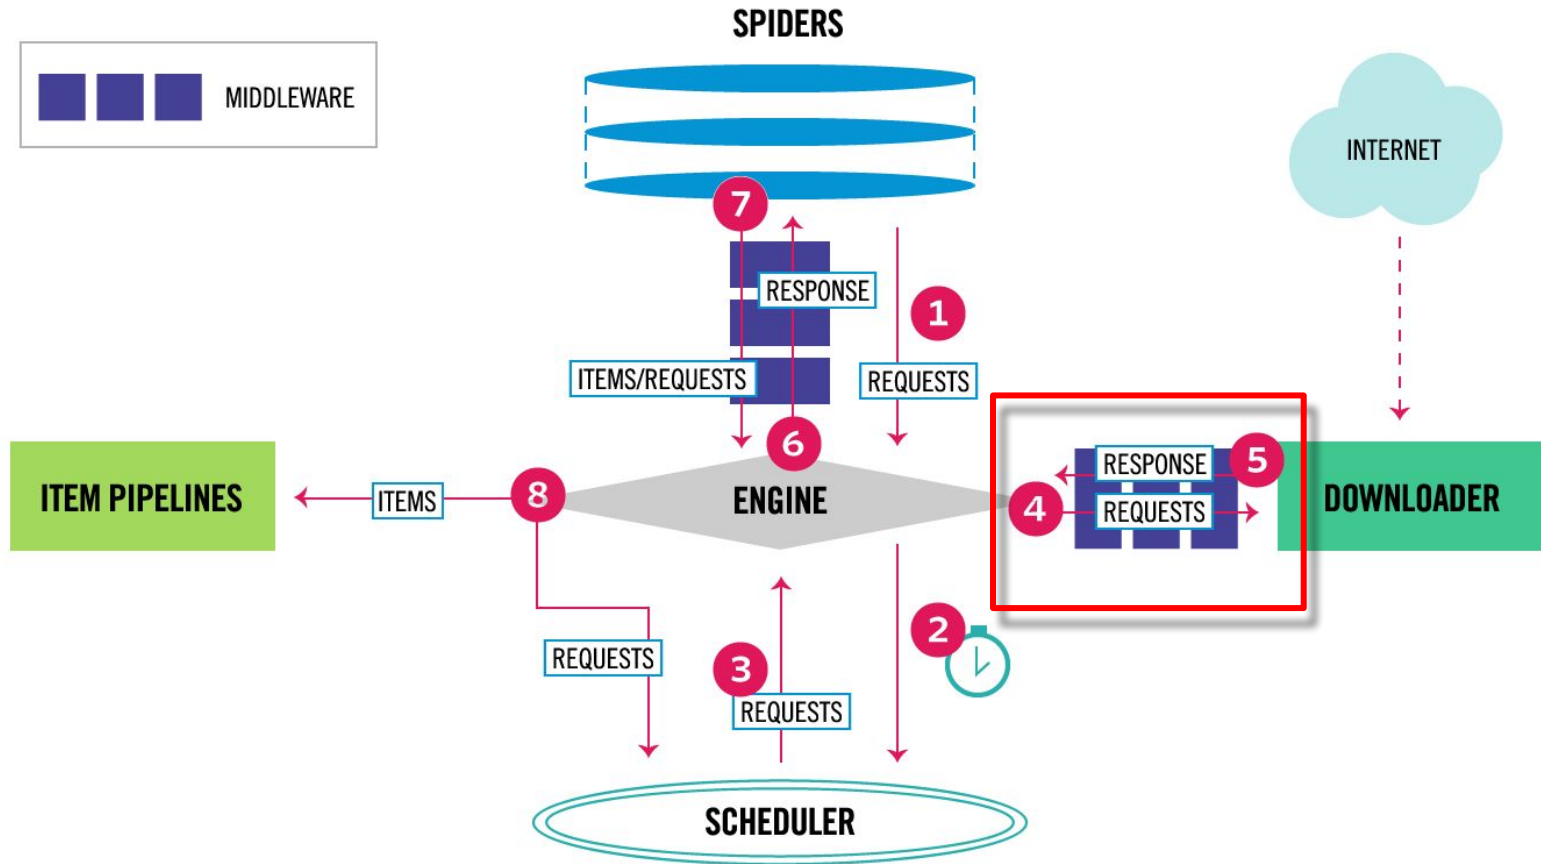 SPIDERS
MIDDLEWARE
INTERNET
7
RESPONSE
1
ITEMS/REQUESTS
REQUESTS
6
RESPONSE
5
ITEM PIPELINES
ITEMS
8
ENGINE
4
REQUESTS
DOWNLOADER
2
REQUESTS
3
REQUESTS
SCHEDULER